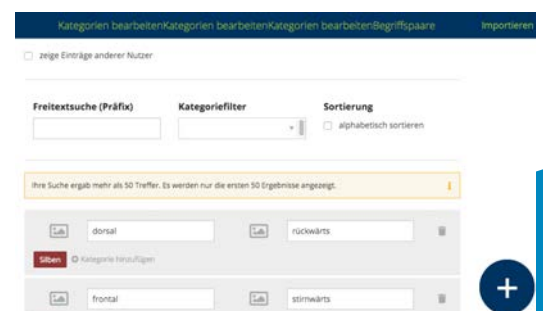 Kategorien bearbeitenKategorien bearbeitenKategorien bearbeitenBegriffspaare Importieren
zeige Einträge anderer Nutzer
Freitextsuche (Präfix) Kategoriefilter Sortierung
alphabetisch sortieren
Ihre Suche ergab mehr als 50 Treffer. Es werden nur die ersten 50 Ergebnisse angezeigt.
dorsal rückwärts
Silben Kategorie hinzufügen
frontal stirnwärts